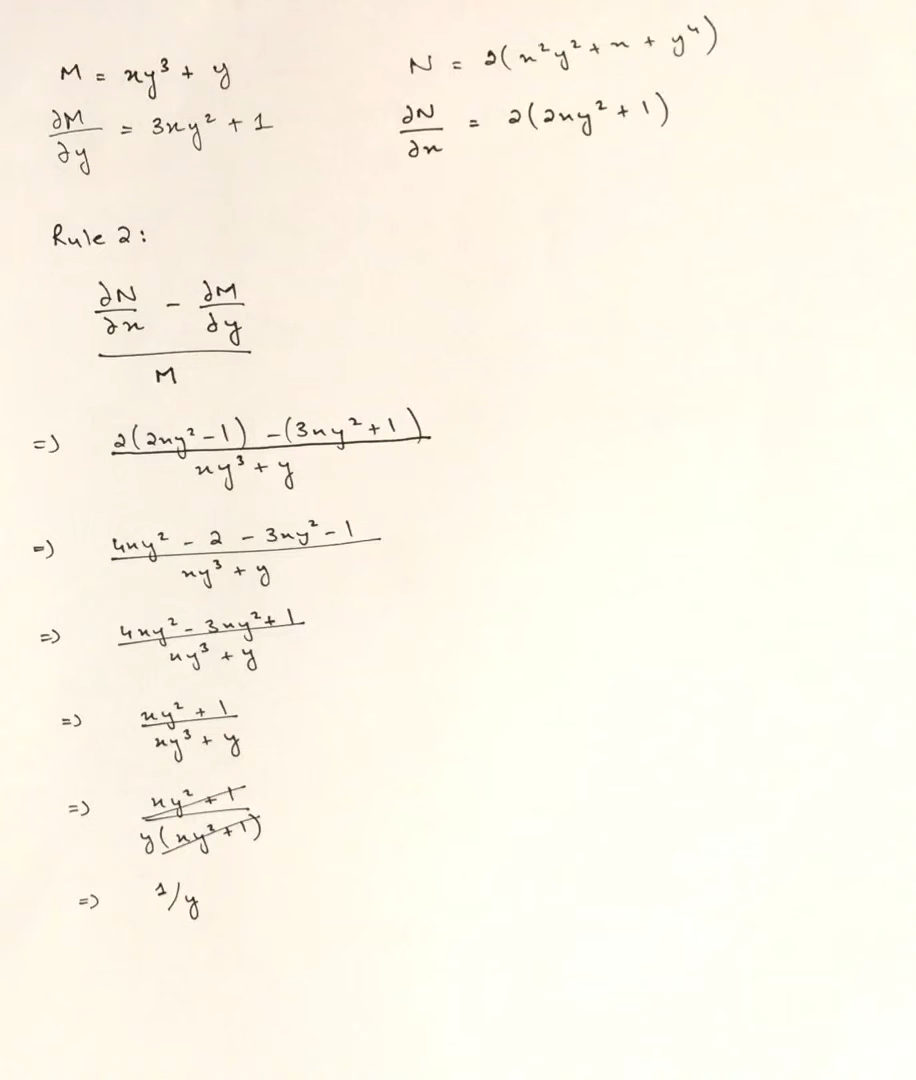 M = xy³ + y
N = 2(x²y² + x + y⁴)
∂M/∂y = 3xy² + 1
∂N/∂x = 2(2xy² + 1)
Rule 2:
(∂N/∂x - ∂M/∂y)/M
=> (2(2xy² - 1) - (3xy² + 1))/(xy³ + y)
=> (4xy² - 2 - 3xy² - 1)/(xy³ + y)
=> (4xy² - 3xy² + 1)/(xy³ + y)
=> (xy² + 1)/(xy³ + y)
=> (xy² + 1)/(y(xy² + 1))
=> 1/y